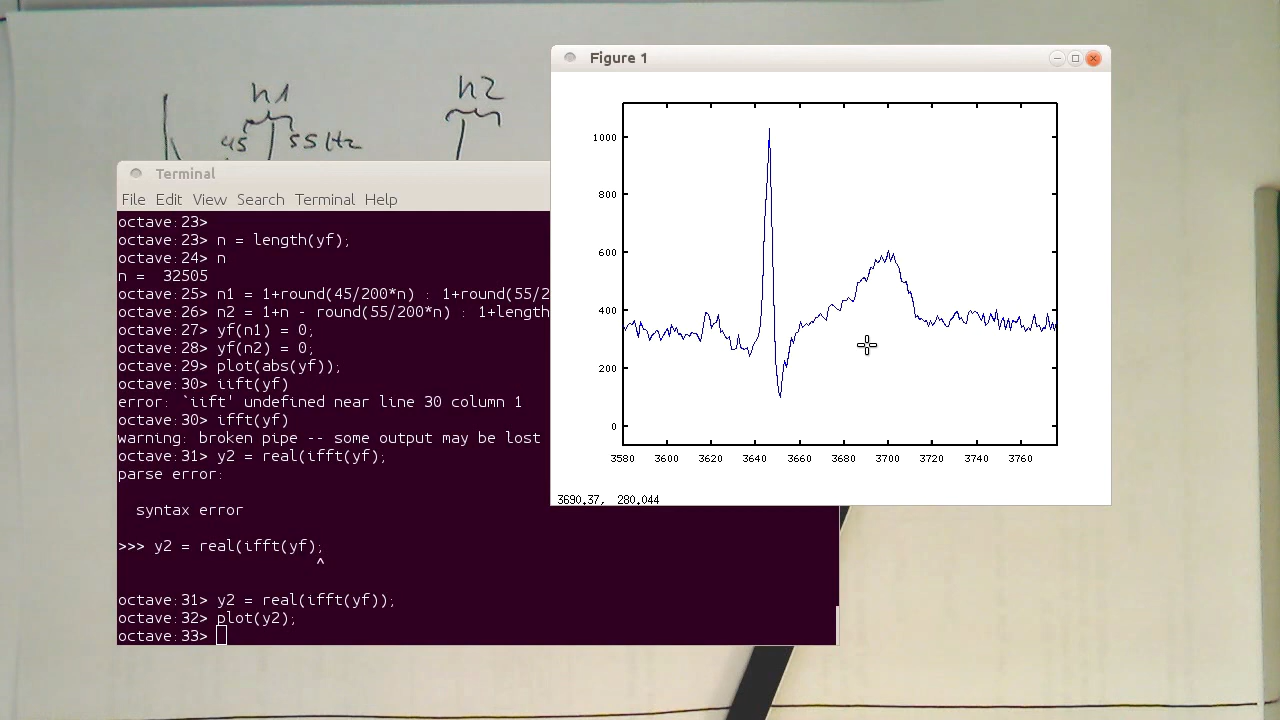 n1
n2
45
55Hz
Figure 1
1000
800
600
400
200
0
3580 3600 3620 3640 3660 3680 3700 3720 3740 3760
3690.37, 280.044
Terminal
File Edit View Search Terminal Help
octave:23>
octave:23> n = length(yf);
octave:24> n
n =  32505
octave:25> n1 = 1+round(45/200*n) : 1+round(55/2
octave:26> n2 = 1+n - round(55/200*n) : 1+length
octave:27> yf(n1) = 0;
octave:28> yf(n2) = 0;
octave:29> plot(abs(yf));
octave:30> iift(yf)
error: `iift' undefined near line 30 column 1
octave:30> ifft(yf)
warning: broken pipe -- some output may be lost
octave:31> y2 = real(ifft(yf);
parse error:
syntax error
>>> y2 = real(ifft(yf);
^
octave:31> y2 = real(ifft(yf));
octave:32> plot(y2);
octave:33>